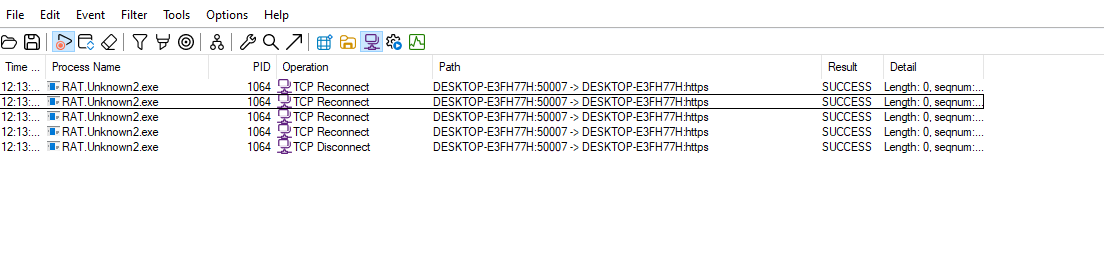 File Edit Event Filter Tools Options Help
Time ... Process Name PID Operation Path Result Detail
12:13:... RAT.Unknown2.exe 1064 TCP Reconnect DESKTOP-E3FH77H:50007 -> DESKTOP-E3FH77H:https SUCCESS Length: 0, seqnum:...
12:13:... RAT.Unknown2.exe 1064 TCP Reconnect DESKTOP-E3FH77H:50007 -> DESKTOP-E3FH77H:https SUCCESS Length: 0, seqnum:...
12:13:... RAT.Unknown2.exe 1064 TCP Reconnect DESKTOP-E3FH77H:50007 -> DESKTOP-E3FH77H:https SUCCESS Length: 0, seqnum:...
12:13:... RAT.Unknown2.exe 1064 TCP Reconnect DESKTOP-E3FH77H:50007 -> DESKTOP-E3FH77H:https SUCCESS Length: 0, seqnum:...
12:13:... RAT.Unknown2.exe 1064 TCP Disconnect DESKTOP-E3FH77H:50007 -> DESKTOP-E3FH77H:https SUCCESS Length: 0, seqnum:...